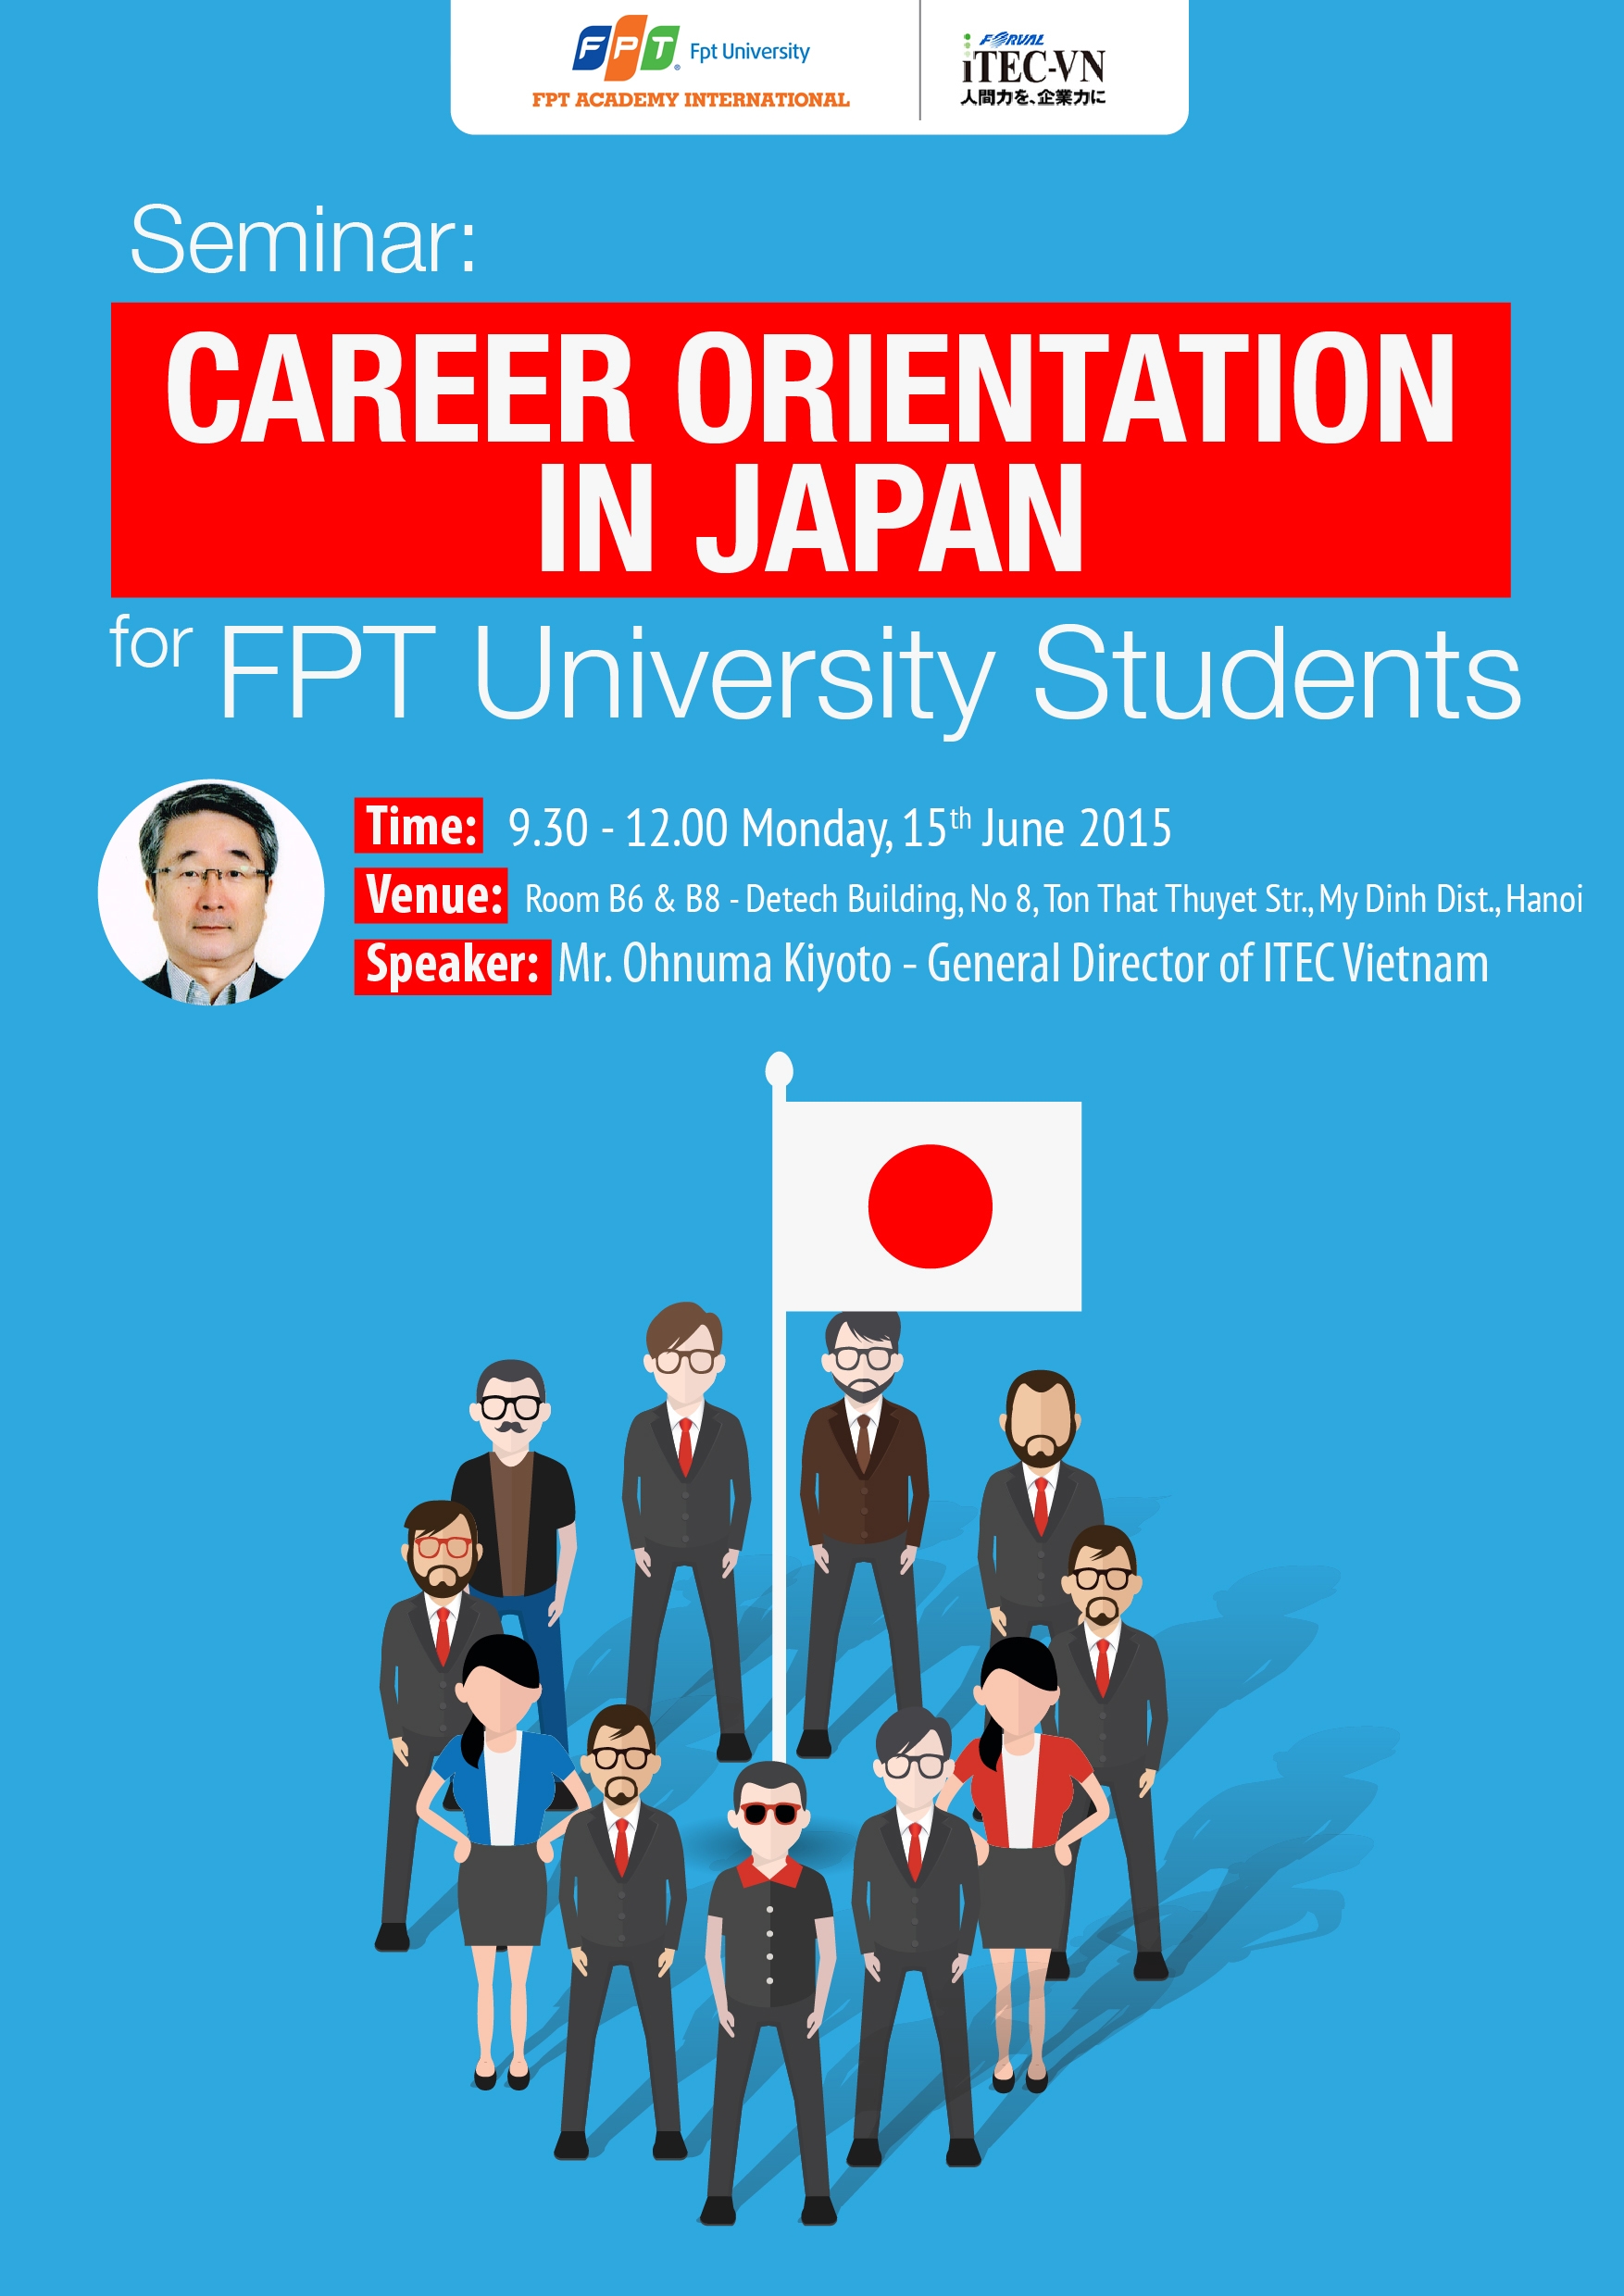 FPT® Fpt University
FPT ACADEMY INTERNATIONAL
FORVAL
iTEC-VN
人間力を、企業力に
Seminar:
CAREER ORIENTATION
IN JAPAN
for FPT University Students
Time: 9.30 - 12.00 Monday, 15th June 2015
Venue: Room B6 & B8 - Detech Building, No 8, Ton That Thuyet Str., My Dinh Dist., Hanoi
Speaker: Mr. Ohnuma Kiyoto - General Director of ITEC Vietnam